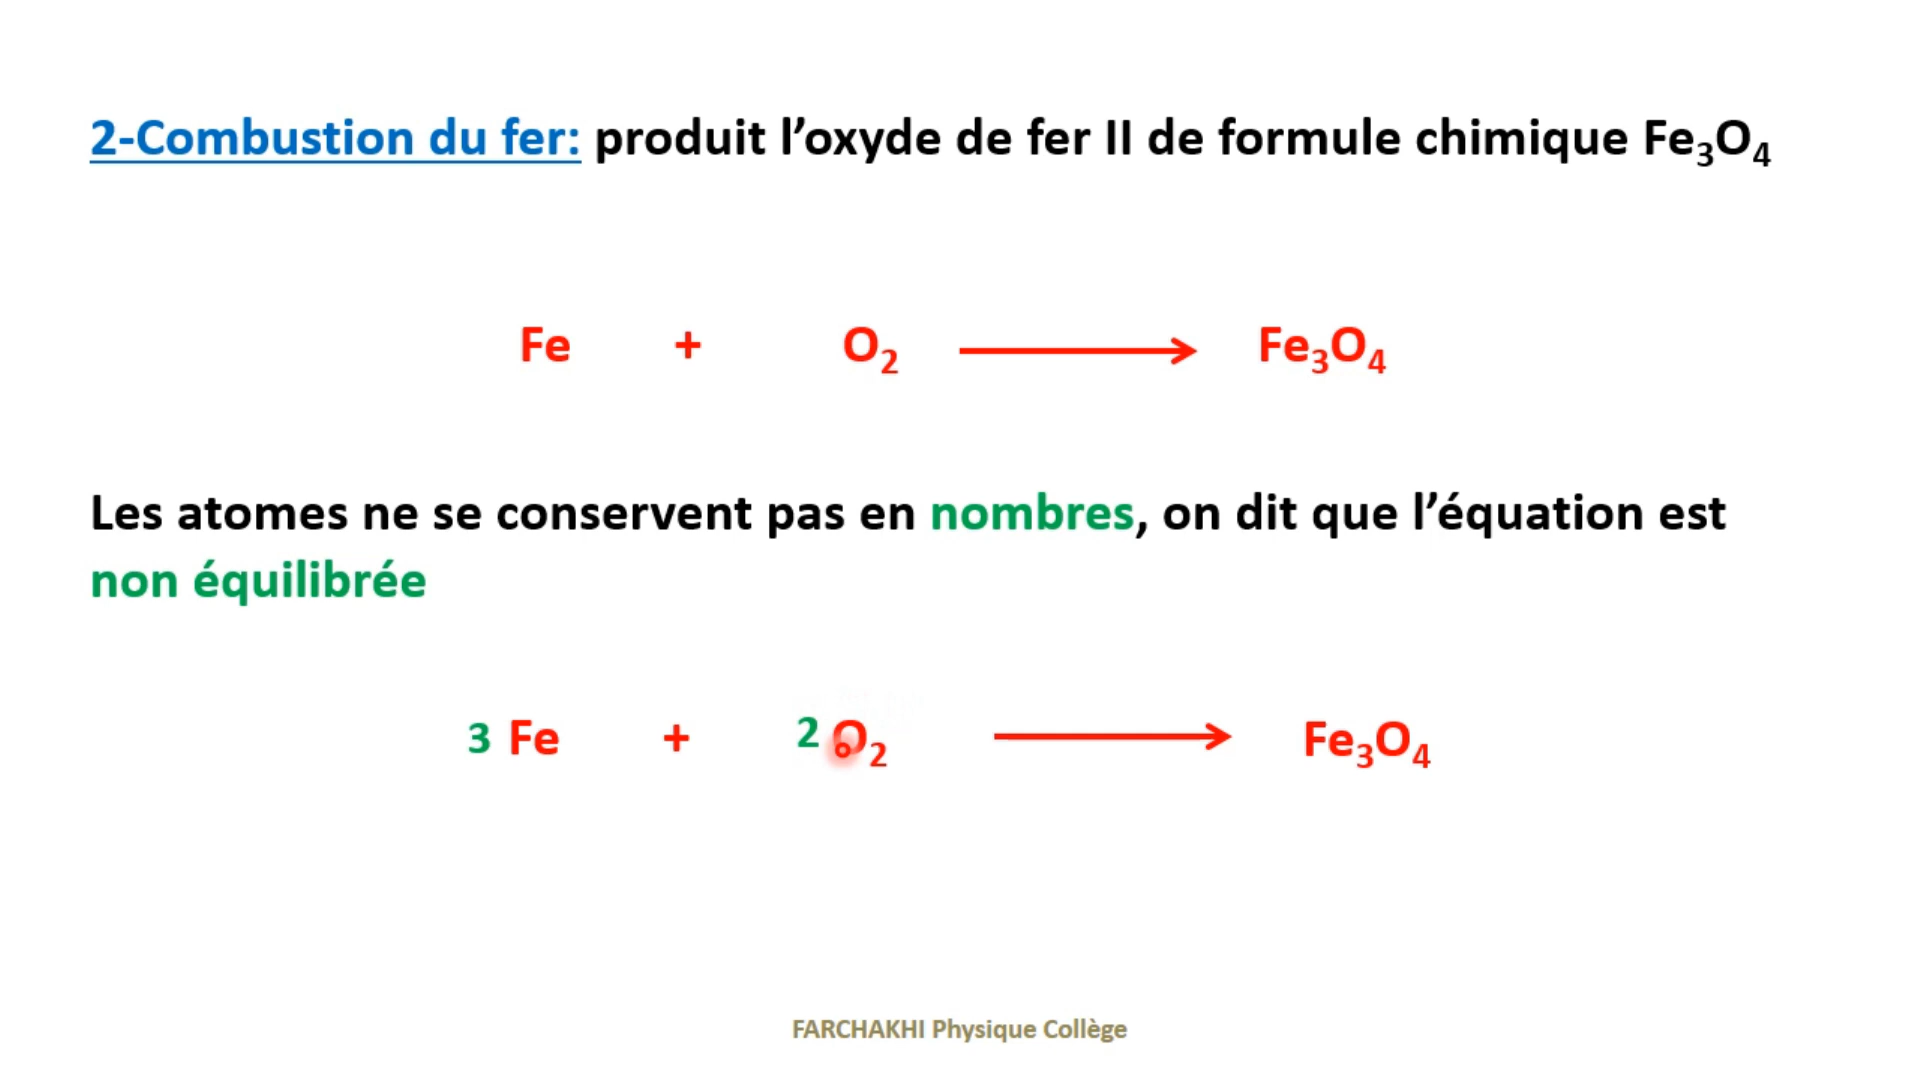 2-Combustion du fer: produit l’oxyde de fer II de formule chimique Fe₃O₄
Fe + O₂ ⟶ Fe₃O₄
Les atomes ne se conservent pas en nombres, on dit que l’équation est
non équilibrée
3 Fe + 2 O₂ ⟶ Fe₃O₄
FARCHAKHI Physique Collège